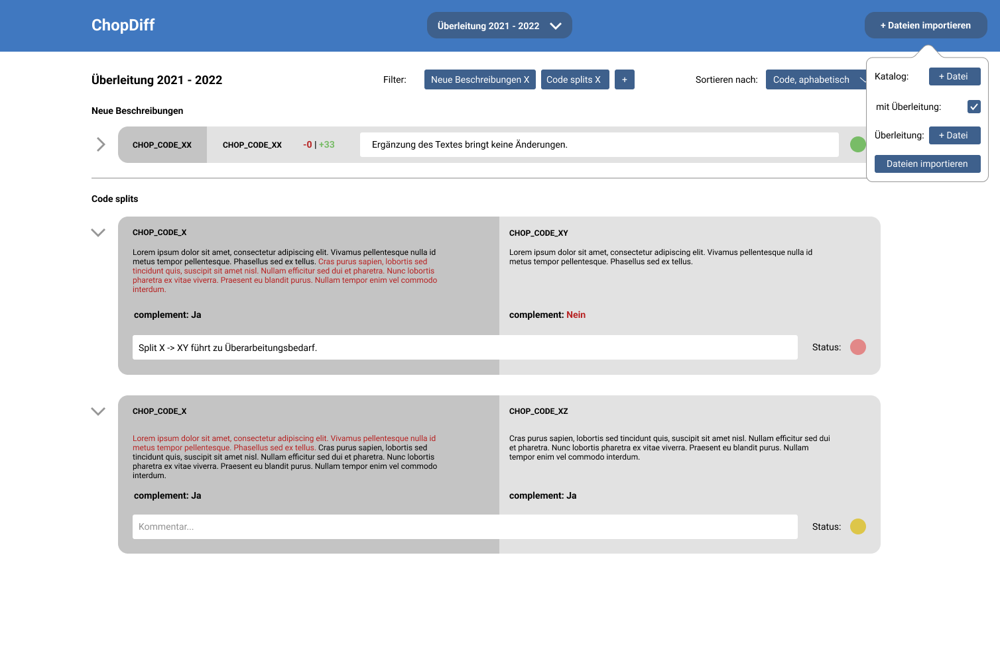 ChopDiff
Überleitung 2021 - 2022
+ Dateien importieren
Überleitung 2021 - 2022
Filter:
Neue Beschreibungen X
Code splits X
+
Sortieren nach:
Code, aphabetisch
Katalog:
+ Datei
mit Überleitung:
Überleitung:
+ Datei
Dateien importieren
Neue Beschreibungen
CHOP_CODE_XX
CHOP_CODE_XX
-0 | +33
Ergänzung des Textes bringt keine Änderungen.
Code splits
CHOP_CODE_X
Lorem ipsum dolor sit amet, consectetur adipiscing elit. Vivamus pellentesque nulla id
metus tempor pellentesque. Phasellus sed ex tellus. Cras purus sapien, lobortis sed
tincidunt quis, suscipit sit amet nisl. Nullam efficitur sed dui et pharetra. Nunc lobortis
pharetra ex vitae viverra. Praesent eu blandit purus. Nullam tempor enim vel commodo
interdum.
complement: Ja
CHOP_CODE_XY
Lorem ipsum dolor sit amet, consectetur adipiscing elit. Vivamus pellentesque nulla id
metus tempor pellentesque. Phasellus sed ex tellus.
complement: Nein
Split X -> XY führt zu Überarbeitungsbedarf.
Status:
CHOP_CODE_X
Lorem ipsum dolor sit amet, consectetur adipiscing elit. Vivamus pellentesque nulla id
metus tempor pellentesque. Phasellus sed ex tellus. Cras purus sapien, lobortis sed
tincidunt quis, suscipit sit amet nisl. Nullam efficitur sed dui et pharetra. Nunc lobortis
pharetra ex vitae viverra. Praesent eu blandit purus. Nullam tempor enim vel commodo
interdum.
complement: Ja
CHOP_CODE_XZ
Cras purus sapien, lobortis sed tincidunt quis, suscipit sit amet nisl. Nullam efficitur sed dui
et pharetra. Nunc lobortis pharetra ex vitae viverra. Praesent eu blandit purus. Nullam
tempor enim vel commodo interdum.
complement: Ja
Kommentar...
Status: